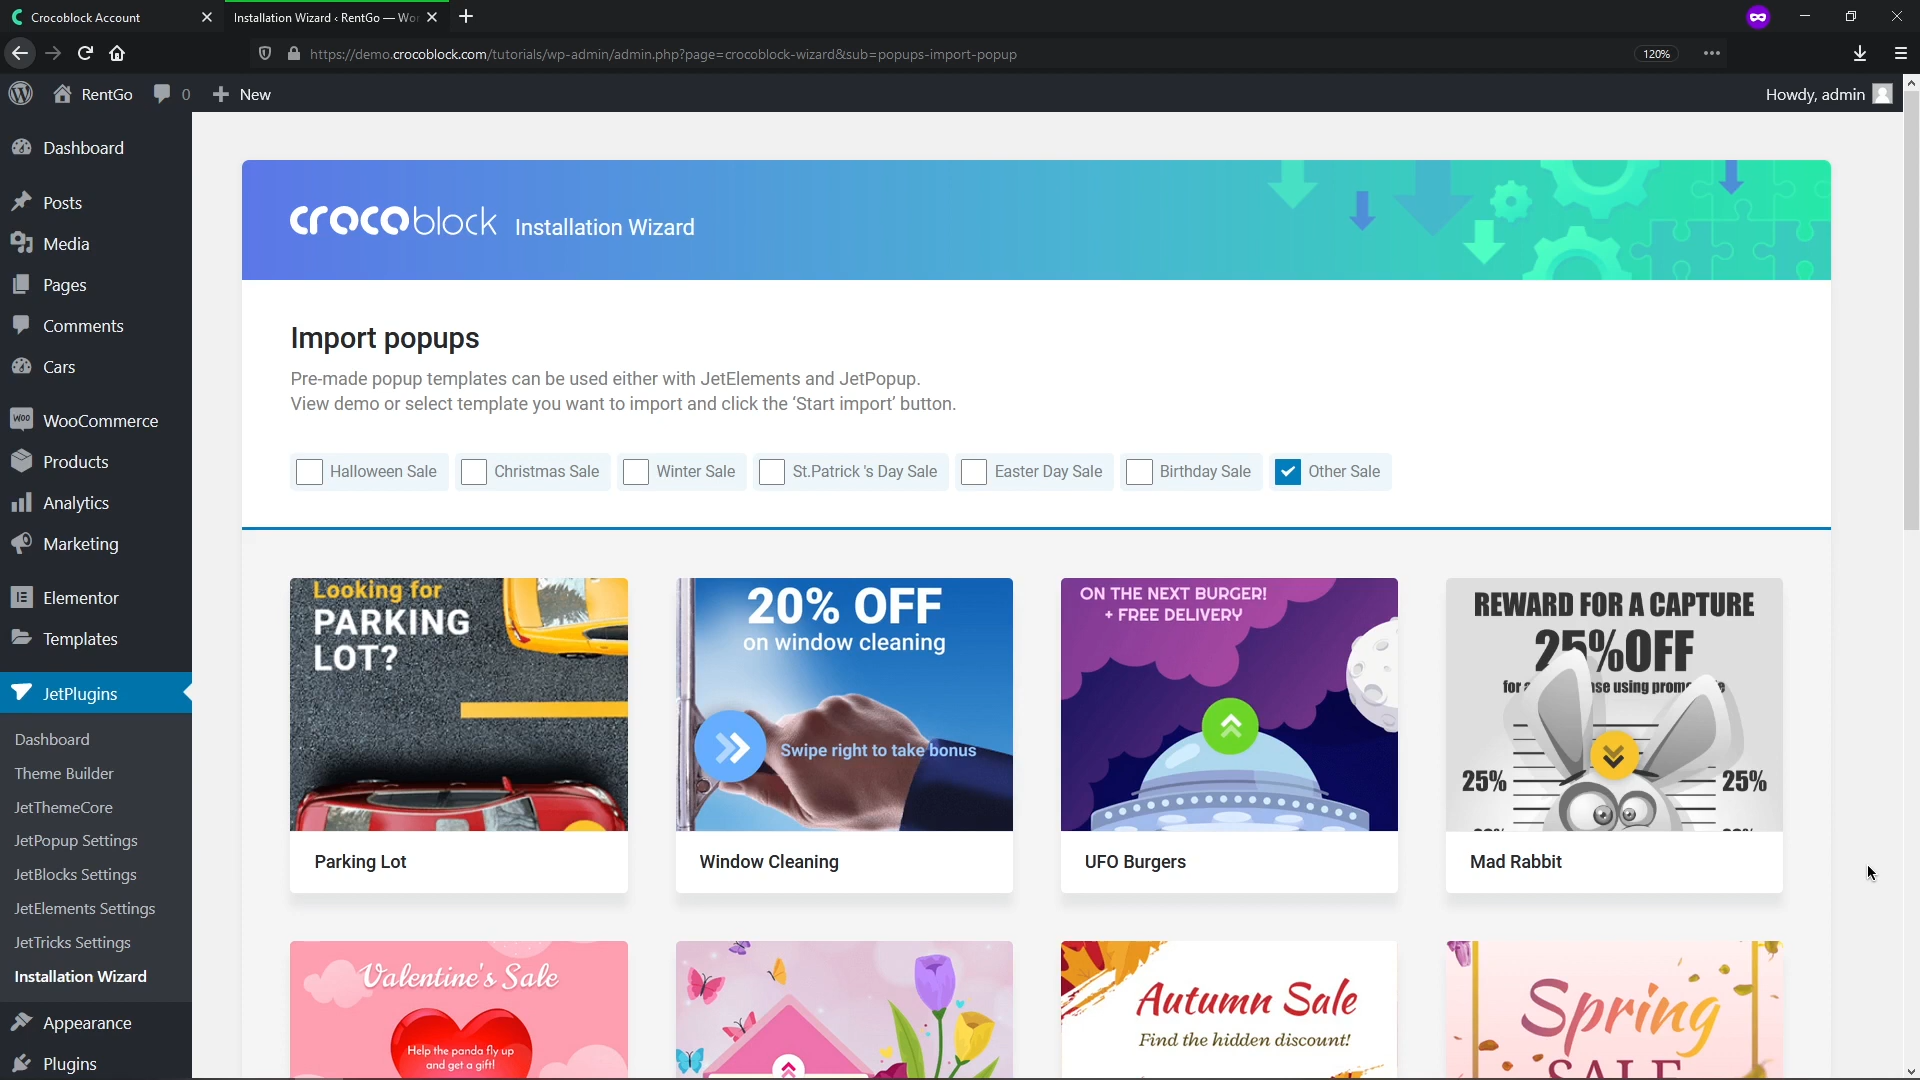 Crocoblock Account
Installation Wizard ‹ RentGo — Wor
https://demo.crocoblock.com/tutorials/wp-admin/admin.php?page=crocoblock-wizard&sub=popups-import-popup
120%
RentGo
0
New
Howdy, admin
Dashboard
Posts
Media
Pages
Comments
Cars
WooCommerce
Products
Analytics
Marketing
Elementor
Templates
JetPlugins
Dashboard
Theme Builder
JetThemeCore
JetPopup Settings
JetBlocks Settings
JetElements Settings
JetTricks Settings
Installation Wizard
Appearance
Plugins
crocoblock Installation Wizard
Import popups
Pre-made popup templates can be used either with JetElements and JetPopup.
View demo or select template you want to import and click the ‘Start import’ button.
Halloween Sale
Christmas Sale
Winter Sale
St.Patrick 's Day Sale
Easter Day Sale
Birthday Sale
Other Sale
Looking for
PARKING
LOT?
Parking Lot
20% OFF
on window cleaning
Swipe right to take bonus
Window Cleaning
ON THE NEXT BURGER!
+ FREE DELIVERY
UFO Burgers
REWARD FOR A CAPTURE
25%OFF
using
25%
25%
Mad Rabbit
Valentine's Sale
Help the panda fly up
and get a gift!
Autumn Sale
Find the hidden discount!
Spring
SALE